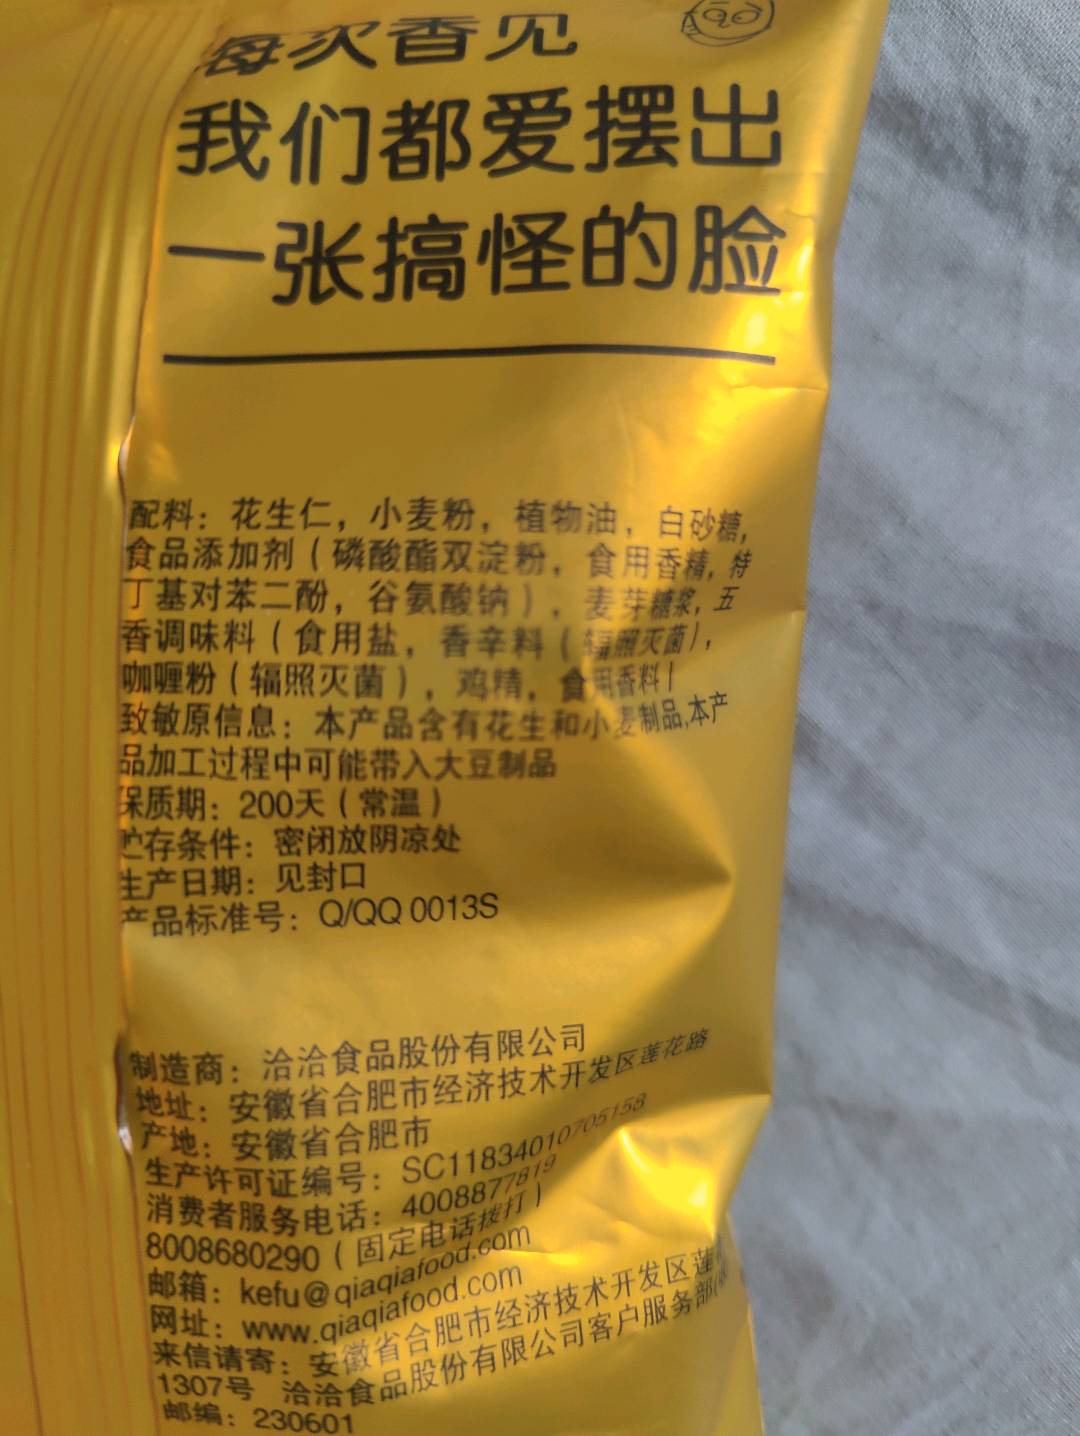 每次香见
我们都爱摆出
一张搞怪的脸
配料：花生仁，小麦粉，植物油，白砂糖，
食品添加剂（磷酸酯双淀粉，食用香精，特
丁基对苯二酚，谷氨酸钠），麦芽糖浆，五
香调味料（食用盐，香辛料（辐照灭菌），
咖喱粉（辐照灭菌），鸡精，食用香料）
致敏原信息：本产品含有花生和小麦制品,本产
品加工过程中可能带入大豆制品
保质期：200天（常温）
贮存条件：密闭放阴凉处
生产日期：见封口
产品标准号：Q/QQ 0013S
制造商：洽洽食品股份有限公司
地址：安徽省合肥市经济技术开发区莲花路
产地：安徽省合肥市
生产许可证编号：SC11834010705158
消费者服务电话：4008877819
8008680290（固定电话拨打）
邮箱：kefu@qiaqiafood.com
网址：www.qiaqiafood.com
来信请寄：安徽省合肥市经济技术开发区莲
1307号 洽洽食品股份有限公司客户服务部
邮编：230601